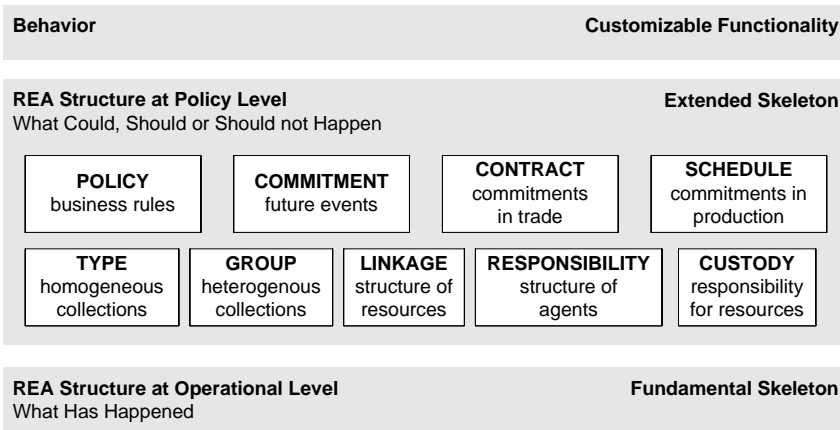 Behavior
Customizable Functionality
REA Structure at Policy Level
Extended Skeleton
What Could, Should or Should not Happen
POLICY
business rules
COMMITMENT
future events
CONTRACT
commitments
in trade
SCHEDULE
commitments in
production
TYPE
homogeneous
collections
GROUP
heterogenous
collections
LINKAGE
structure of
resources
RESPONSIBILITY
structure of
agents
CUSTODY
responsibility
for resources
REA Structure at Operational Level
Fundamental Skeleton
What Has Happened